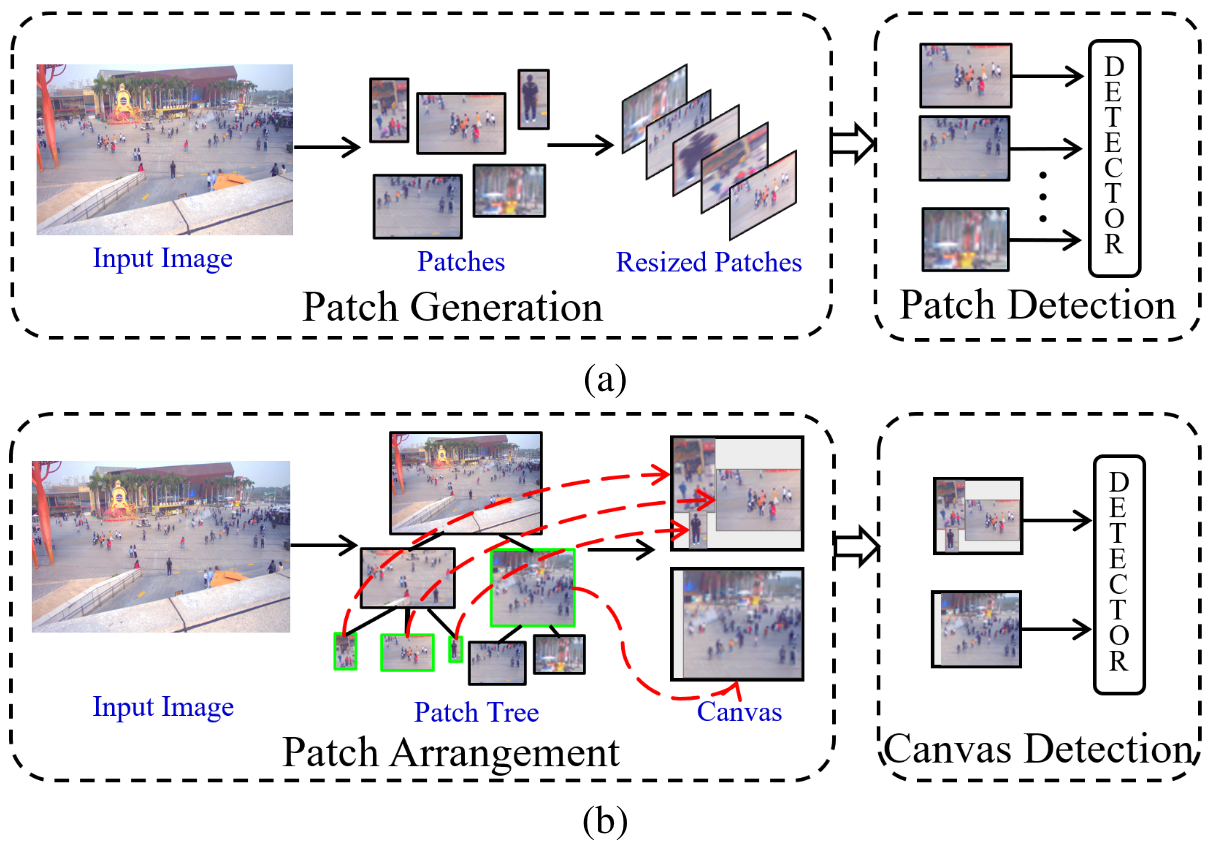 Input Image
Patches
Resized Patches
Patch Generation
DETECTOR
Patch Detection
(a)
Input Image
Patch Tree
Canvas
Patch Arrangement
DETECTOR
Canvas Detection
(b)